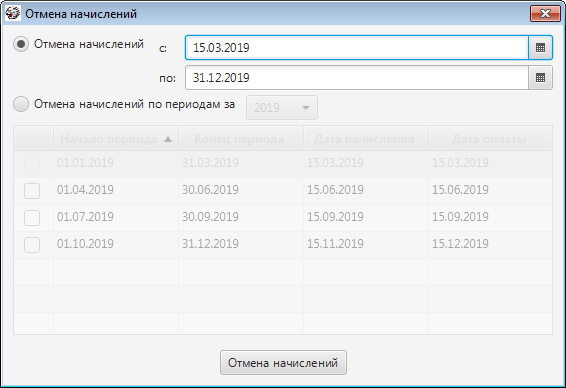 Отмена начислений
Отмена начислений с: 15.03.2019
по: 31.12.2019
Отмена начислений по периодам за 2019
Начало периода Конец периода Дата начисления Дата оплаты
01.01.2019 31.03.2019 15.03.2019 15.03.2019
01.04.2019 30.06.2019 15.06.2019 15.06.2019
01.07.2019 30.09.2019 15.09.2019 15.09.2019
01.10.2019 31.12.2019 15.11.2019 15.12.2019
Отмена начислений